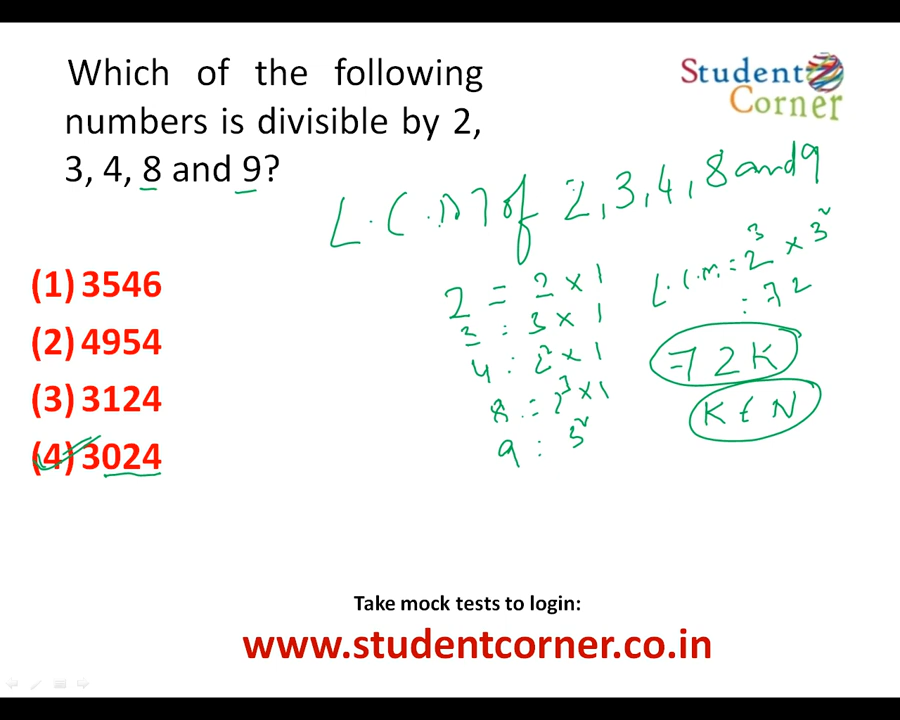 Which of the following
numbers is divisible by 2,
3, 4, 8 and 9?
Student
Corner
L.C.M of 2,3,4,8 and 9
(1) 3546
(2) 4954
(3) 3124
(4) 3024
2 = 2 × 1
3 : 3 × 1
4 : 2² × 1
8 = 2³ × 1
9 : 3²
L.C.M. = 2³ × 3²
: 72
72K
K ∈ N
Take mock tests to login:
www.studentcorner.co.in